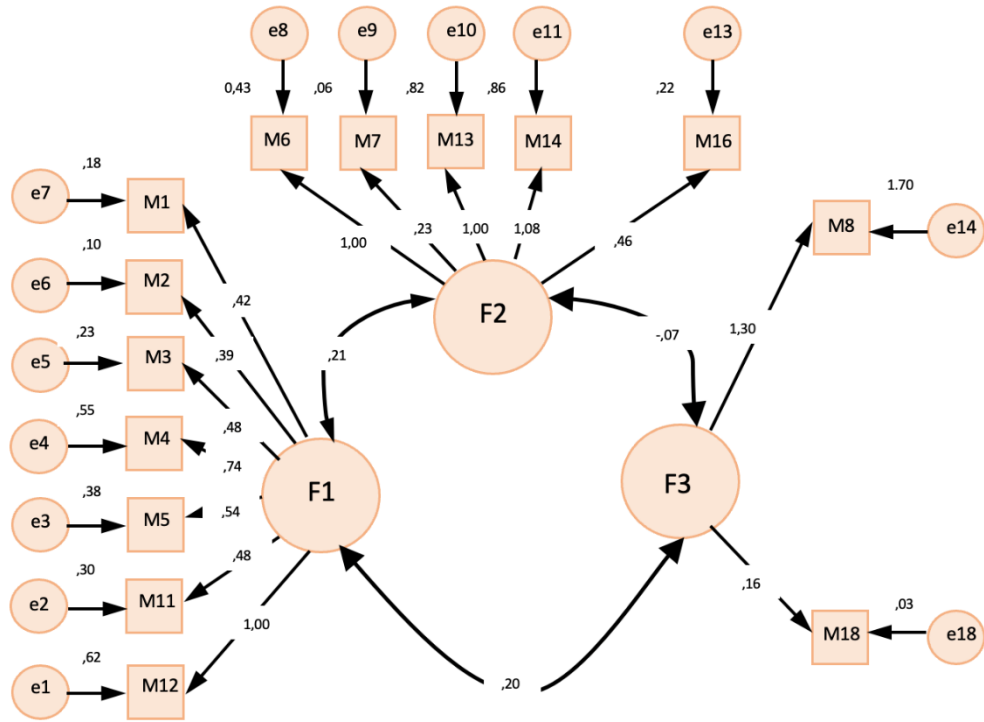 e8 e9 e10 e11 e13
0,43 ,06 ,82 ,86 ,22
M6 M7 M13 M14 M16
,18
e7 M1
1.70
M8 e14
,10
e6 M2
1,00 ,23 1,00 1,08 ,46
,42
F2
,23
e5 M3
,39 ,21 -,07 1,30
,55
e4 M4
,48
,74
F1 F3
,38
e3 M5
,54
,48
,30
e2 M11
,16
1,00
,03
M18 e18
,62
e1 M12
,20